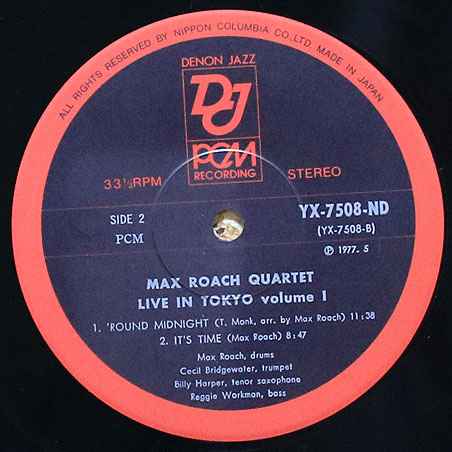 ALL RIGHTS RESERVED BY NIPPON COLUMBIA CO., LTD. MADE IN JAPAN
DENON JAZZ
DJ
PCM
RECORDING
33⅓RPM
STEREO
SIDE 2
PCM
YX-7508-ND
(YX-7508-B)
Ⓟ 1977. 5
MAX ROACH QUARTET
LIVE IN TOKYO volume 1
1. 'ROUND MIDNIGHT (T. Monk, arr. by Max Roach) 11:38
2. IT'S TIME (Max Roach) 8:47
Max Roach, drums
Cecil Bridgewater, trumpet
Billy Harper, tenor saxophone
Reggie Workman, bass